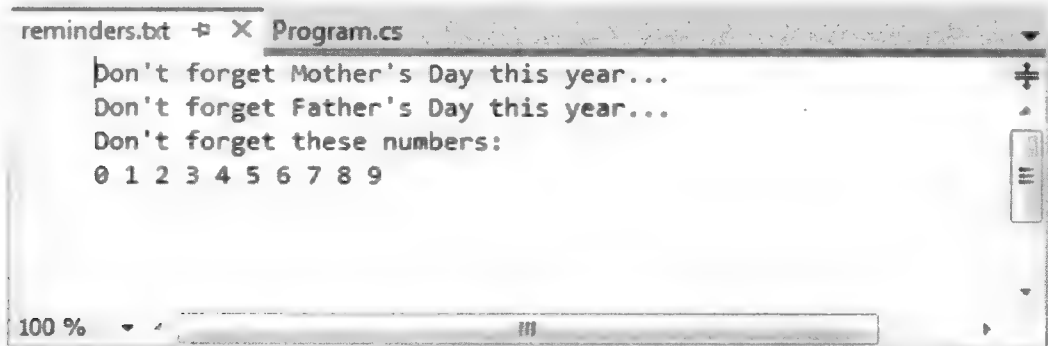 reminders.txt Program.cs
Don't forget Mother's Day this year...
Don't forget Father's Day this year...
Don't forget these numbers:
0 1 2 3 4 5 6 7 8 9
100 %